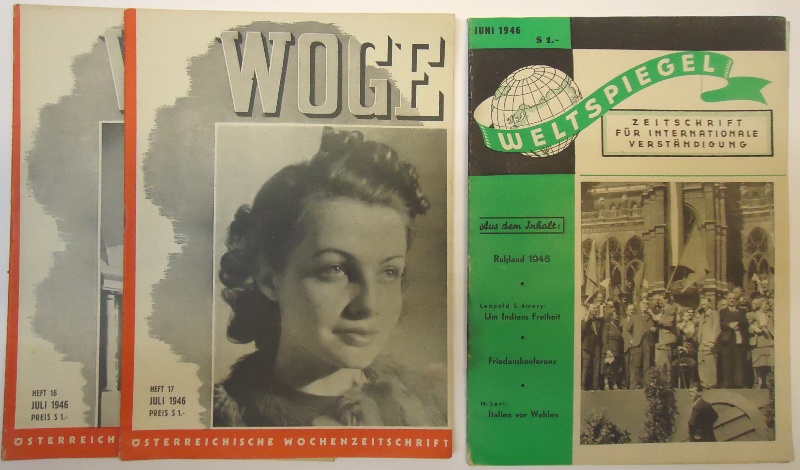 W
HEFT 16
JULI 1946
PREIS S 1.-
ÖSTERREICH
WOGE
HEFT 17
JULI 1946
PREIS S 1.-
ÖSTERREICHISCHE WOCHENZEITSCHRIFT
JUNI 1946
S 1.-
WELTSPIEGEL
ZEITSCHRIFT
FÜR INTERNATIONALE
VERSTÄNDIGUNG
Aus dem Inhalt:
Rußland 1946
Leopold S. Amery:
Um Indiens Freiheit
Friedenskonferenz
M. Levi:
Italien vor Wahlen